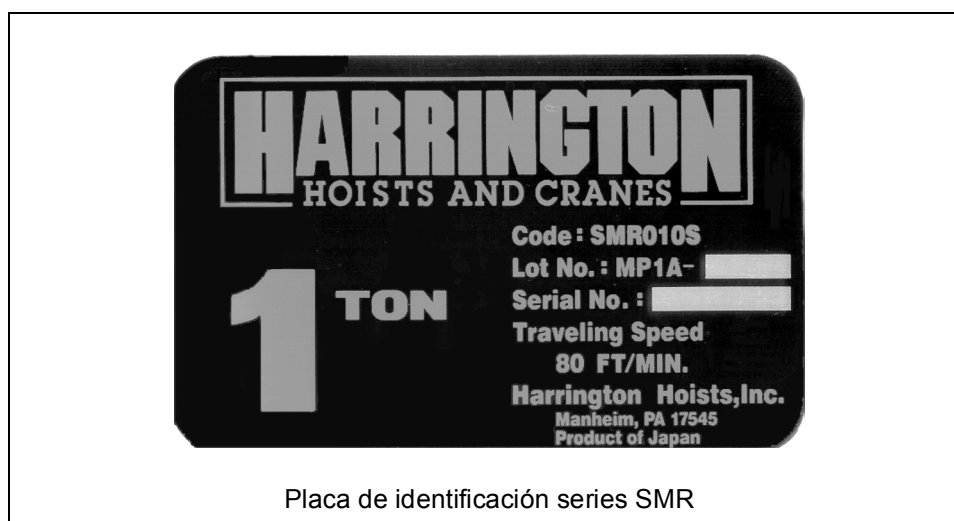 HARRINGTON
HOISTS AND CRANES
Code : SMR010S
Lot No. : MP1A-
Serial No. :
1 TON
Traveling Speed
80 FT/MIN.
Harrington Hoists,Inc.
Manheim, PA 17545
Product of Japan
Placa de identificación series SMR